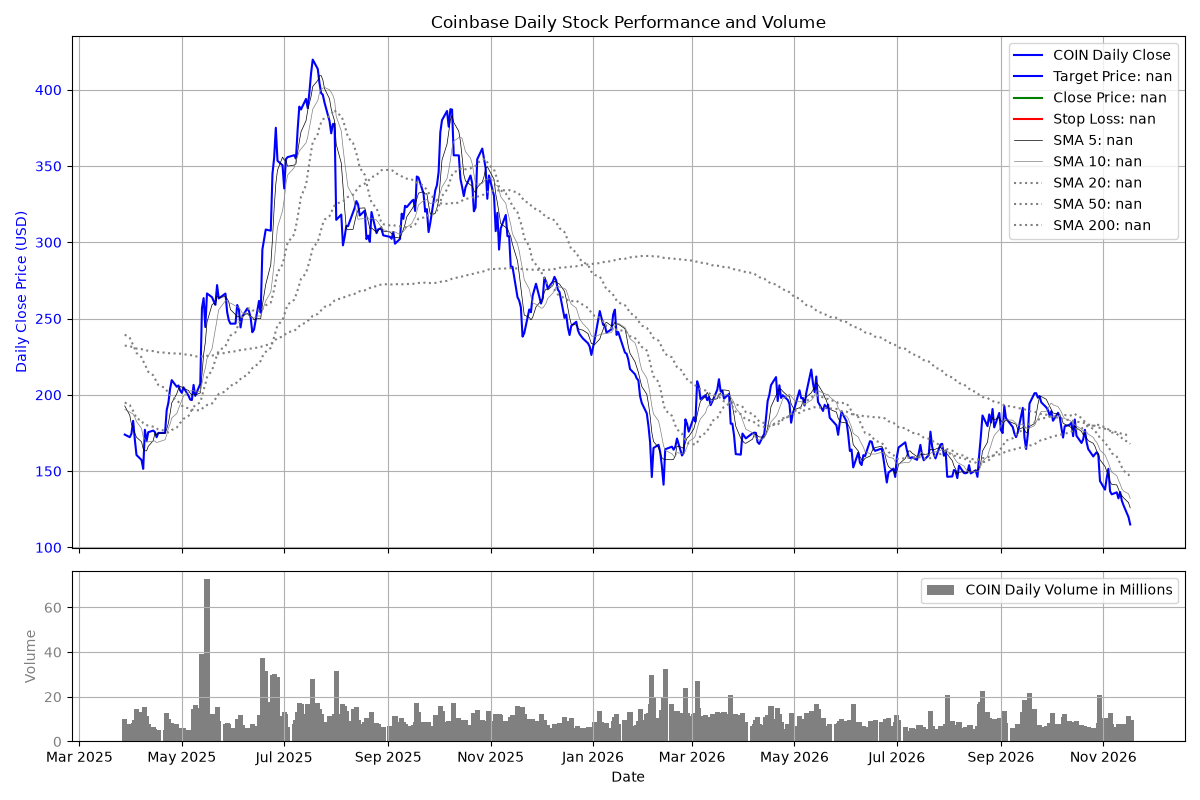 Coinbase Daily Stock Performance and Volume
COIN Daily Close
Target Price: nan
Close Price: nan
Stop Loss: nan
SMA 5: nan
SMA 10: nan
SMA 20: nan
SMA 50: nan
SMA 200: nan
Daily Close Price (USD)
400
350
300
250
200
150
100
COIN Daily Volume in Millions
Volume
60
40
20
0
Mar 2025 May 2025 Jul 2025 Sep 2025 Nov 2025 Jan 2026 Mar 2026 May 2026 Jul 2026 Sep 2026 Nov 2026
Date